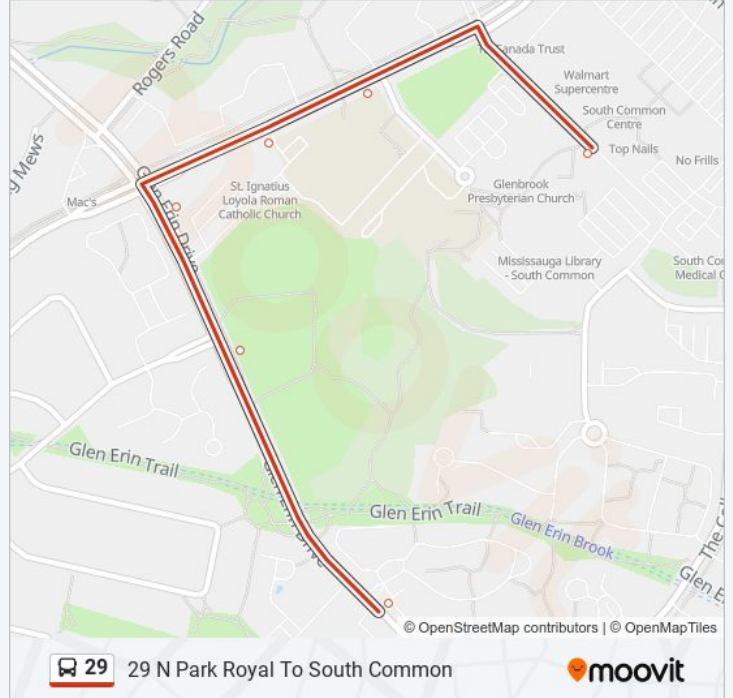 Rogers Road
TD Canada Trust
Walmart
Supercentre
South Common
Centre
Top Nails
No Frills
Mews
Mac's
Glen Erin Drive
St. Ignatius
Loyola Roman
Catholic Church
Glenbrook
Presbyterian Church
Mississauga Library
- South Common
South Co
Medical C
Glen Erin Trail
Glen Erin Drive
Glen Erin Trail
Glen Erin Brook
The Coll
Glen E
© OpenStreetMap contributors | © OpenMapTiles
29
29 N Park Royal To South Common
moovit